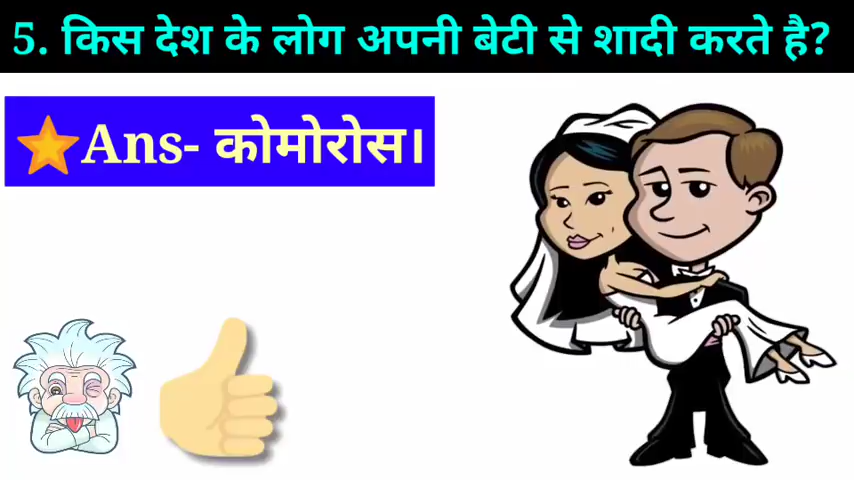 5. किस देश के लोग अपनी बेटी से शादी करते है?
Ans- कोमोरोस।